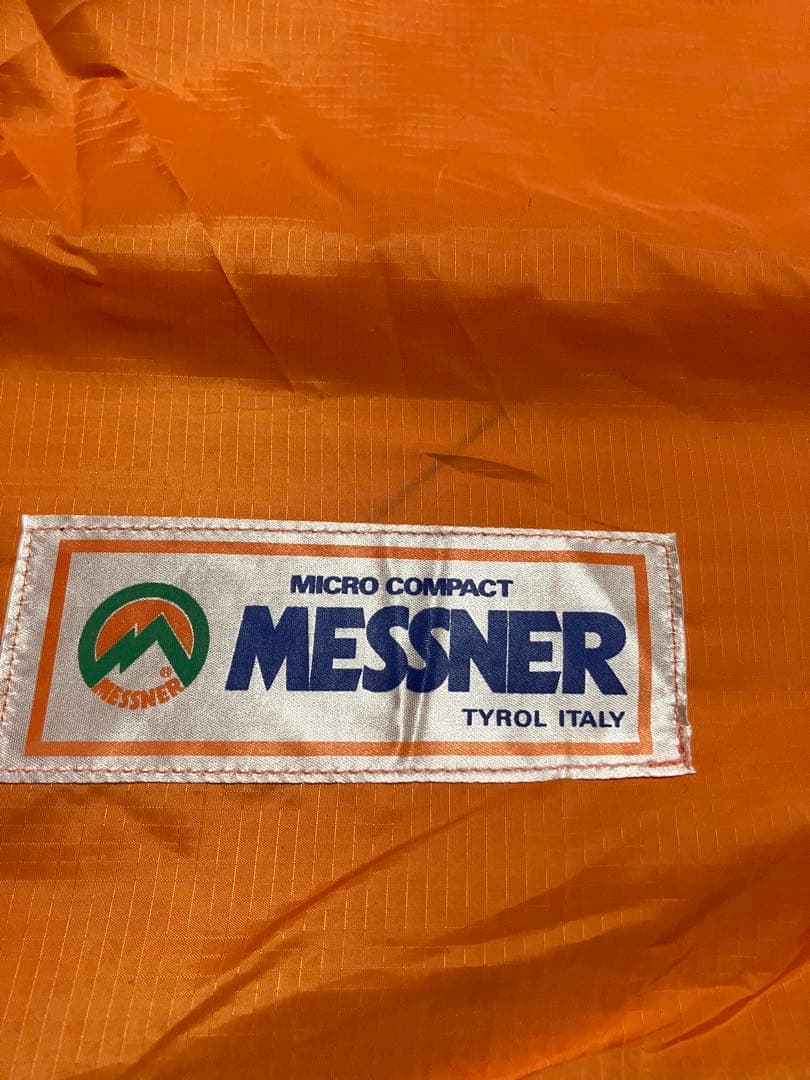 MICRO COMPACT
MESSNER
TYROL ITALY
®
MESSNER